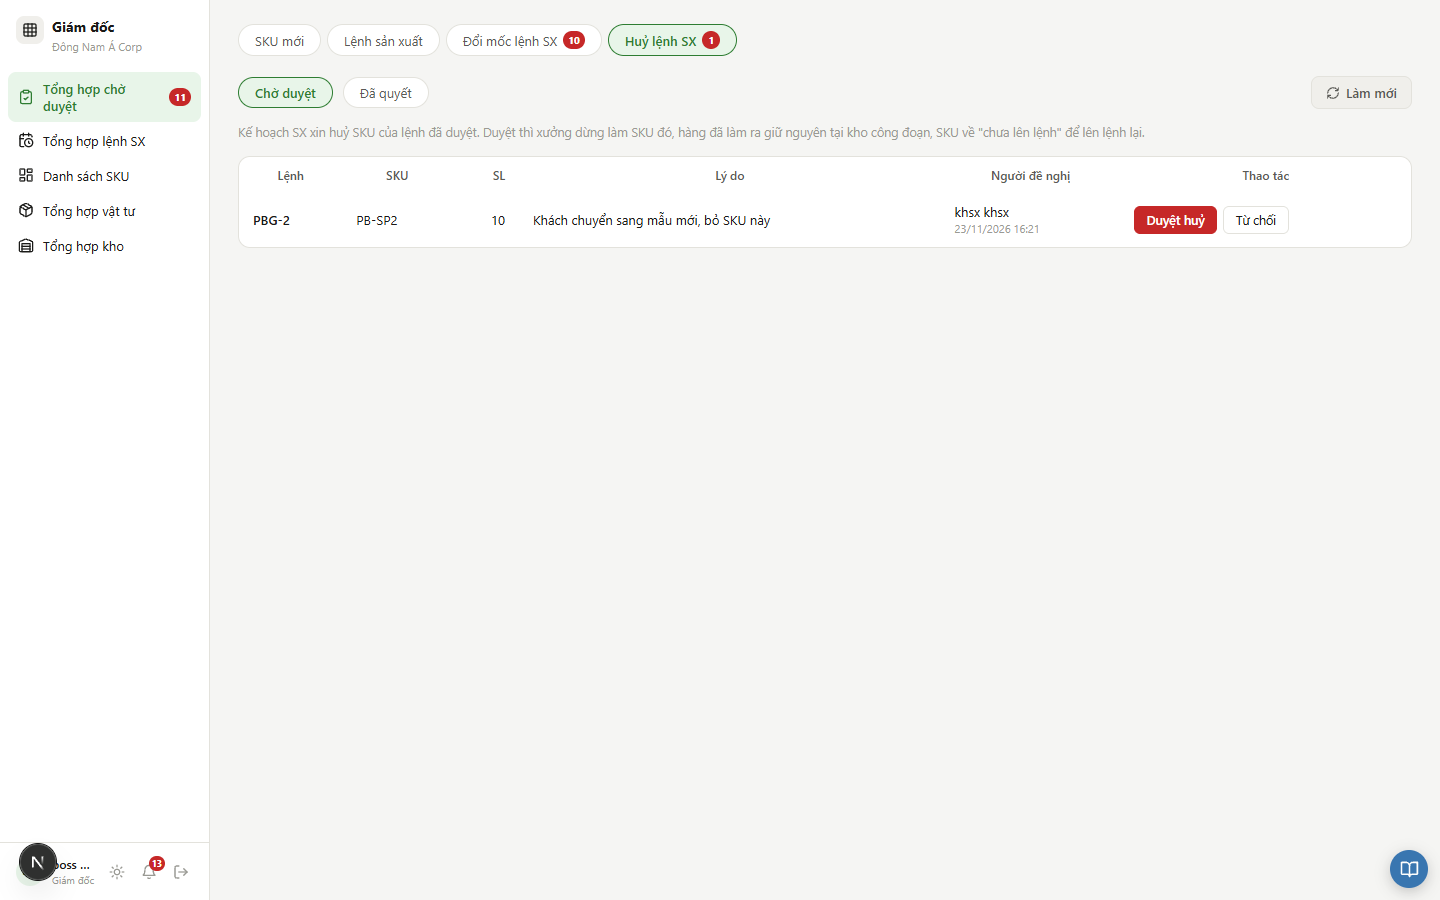 Giám đốc
Đông Nam Á Corp
Tổng hợp chờ duyệt 11
Tổng hợp lệnh SX
Danh sách SKU
Tổng hợp vật tư
Tổng hợp kho
SKU mới
Lệnh sản xuất
Đổi mốc lệnh SX 10
Huỷ lệnh SX 1
Chờ duyệt
Đã quyết
Làm mới
Kế hoạch SX xin huỷ SKU của lệnh đã duyệt. Duyệt thì xưởng dừng làm SKU đó, hàng đã làm ra giữ nguyên tại kho công đoạn, SKU về "chưa lên lệnh" để lên lệnh lại.
Lệnh SKU SL Lý do Người đề nghị Thao tác
PBG-2 PB-SP2 10 Khách chuyển sang mẫu mới, bỏ SKU này khsx khsx Duyệt huỷ Từ chối
23/11/2026 16:21
N
boss ...
Giám đốc
13